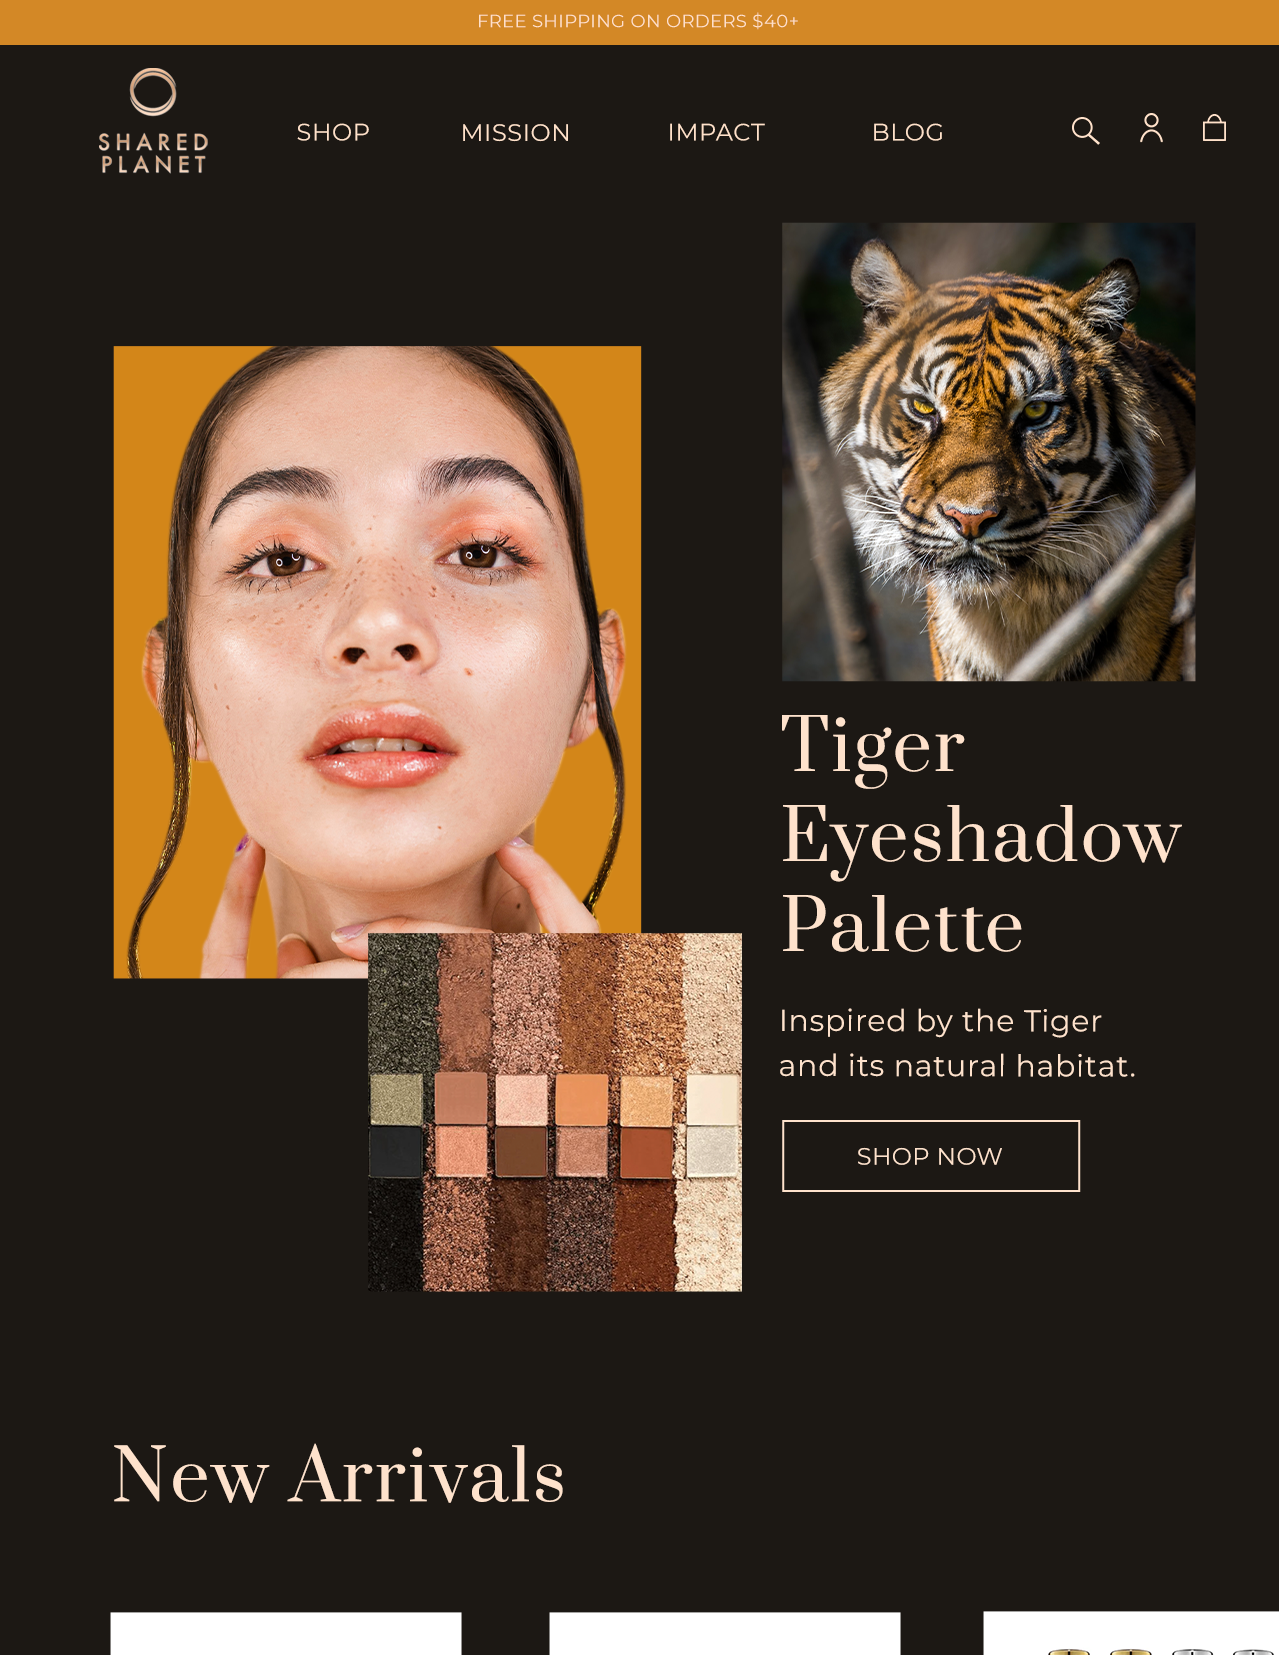 FREE SHIPPING ON ORDERS $40+
SHARED
PLANET
SHOP
MISSION
IMPACT
BLOG
Tiger
Eyeshadow
Palette
Inspired by the Tiger
and its natural habitat.
SHOP NOW
New Arrivals